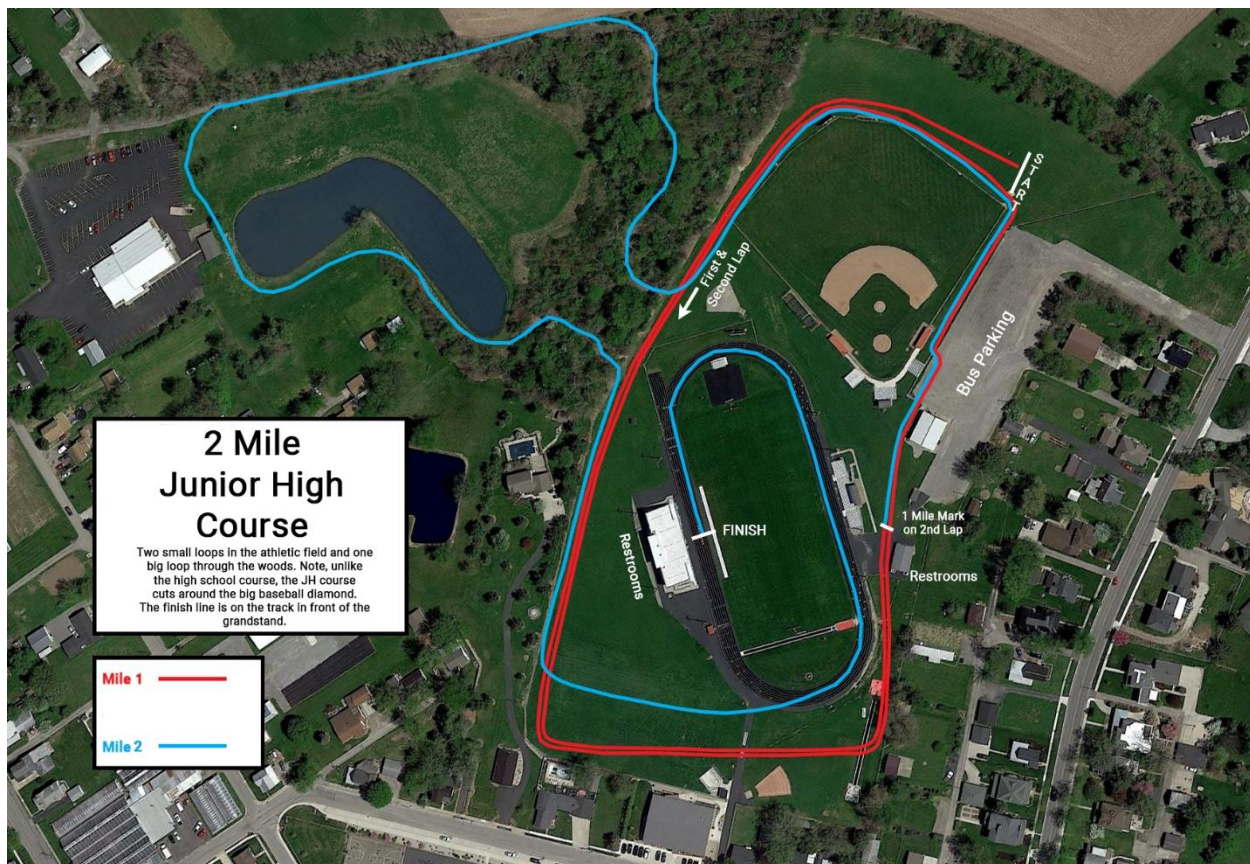 START
First &
Second Lap
Bus Parking
2 Mile
Junior High
Course
Two small loops in the athletic field and one
big loop through the woods. Note, unlike
the high school course, the JH course
cuts around the big baseball diamond.
The finish line is on the track in front of the
grandstand.
Restrooms
FINISH
1 Mile Mark
on 2nd Lap
Restrooms
Mile 1
Mile 2